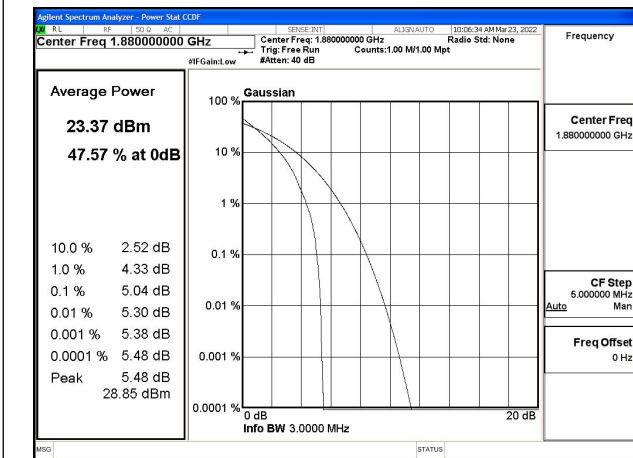 Agilent Spectrum Analyzer - Power Stat CCDF
RL RF 50 Ω AC SENSE:INT ALIGN AUTO 10:06:34 AM Mar 23, 2022
Center Freq 1.880000000 GHz
Center Freq: 1.880000000 GHz Radio Std: None
Trig: Free Run Counts:1.00 M/1.00 Mpt
#IFGain:Low #Atten: 40 dB
Frequency
Average Power
23.37 dBm
47.57 % at 0dB
10.0 % 2.52 dB
1.0 % 4.33 dB
0.1 % 5.04 dB
0.01 % 5.30 dB
0.001 % 5.38 dB
0.0001 % 5.48 dB
Peak 5.48 dB
28.85 dBm
Gaussian
100 %
10 %
1 %
0.1 %
0.01 %
0.001 %
0.0001 %
0 dB 20 dB
Info BW 3.0000 MHz
Center Freq
1.880000000 GHz
CF Step
5.000000 MHz
Auto Man
Freq Offset
0 Hz
MSG STATUS